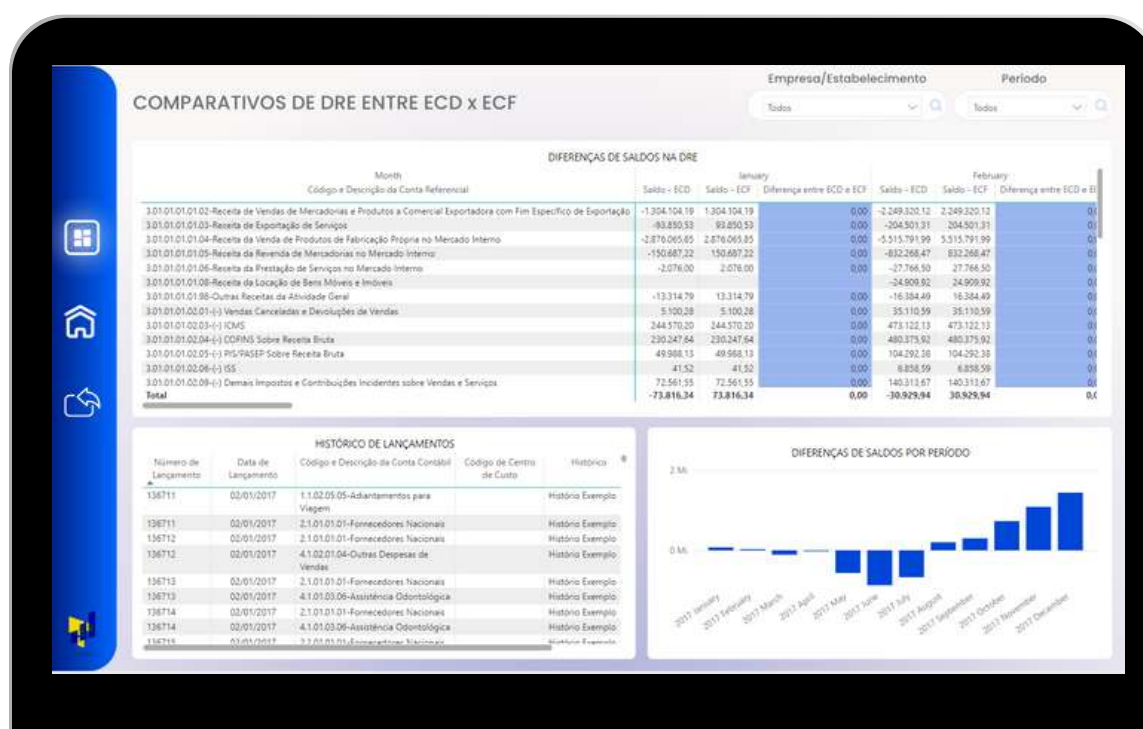 Empresa/Estabelecimento Período
COMPARATIVOS DE DRE ENTRE ECD x ECF
Todos Todos
DIFERENÇAS DE SALDOS NA DRE
Month January February
Código e Descrição da Conta Referencial Saldo - ECD Saldo - ECF Diferença entre ECD e ECF Saldo - ECD Saldo - ECF Diferença entre ECD e
3.01.01.01.01.02-Receita de Vendas de Mercadorias e Produtos a Comercial Exportadora com Fim Específico de Exportação -1.304.104,19 1.304.104,19 0,00 -2.249.320,12 2.249.320,12
3.01.01.01.01.03-Receita de Exportação de Serviços -93.850,53 93.850,53 0,00 -204.501,31 204.501,31
3.01.01.01.01.04-Receita da Venda de Produtos de Fabricação Própria no Mercado Interno -2.876.065,85 2.876.065,85 0,00 -5.515.791,99 5.515.791,99
3.01.01.01.01.05-Receita da Revenda de Mercadorias no Mercado Interno -150.687,22 150.687,22 0,00 -832.268,47 832.268,47
3.01.01.01.01.06-Receita da Prestação de Serviços no Mercado Interno -2.076,00 2.076,00 0,00 -27.766,50 27.766,50
3.01.01.01.01.08-Receita da Locação de Bens Móveis e Imóveis -24.909,92 24.909,92
3.01.01.01.01.98-Outras Receitas da Atividade Geral -13.314,79 13.314,79 0,00 -16.384,49 16.384,49
3.01.01.01.02.01-(-) Vendas Canceladas e Devoluções de Vendas 5.100,28 5.100,28 0,00 35.110,59 35.110,59
3.01.01.01.02.03-(-) ICMS 244.570,20 244.570,20 0,00 473.122,13 473.122,13
3.01.01.01.02.04-(-) COFINS Sobre Receita Bruta 230.247,64 230.247,64 0,00 480.375,92 480.375,92
3.01.01.01.02.05-(-) PIS/PASEP Sobre Receita Bruta 49.988,13 49.988,13 0,00 104.292,38 104.292,38
3.01.01.01.02.06-(-) ISS 41,52 41,52 0,00 6.858,59 6.858,59
3.01.01.01.02.09-(-) Demais Impostos e Contribuições Incidentes sobre Vendas e Serviços 72.561,55 72.561,55 0,00 140.313,67 140.313,67
Total -73.816,34 73.816,34 0,00 -30.929,94 30.929,94
HISTÓRICO DE LANÇAMENTOS
Número de Lançamento Data de Lançamento Código e Descrição da Conta Contábil Código de Centro de Custo Histórico
136711 02/01/2017 1.1.02.05.05-Adiantamentos para Histório Exemplo
Viagem
136711 02/01/2017 2.1.01.01.01-Fornecedores Nacionais Histório Exemplo
136712 02/01/2017 2.1.01.01.01-Fornecedores Nacionais Histório Exemplo
136712 02/01/2017 4.1.02.01.04-Outras Despesas de Histório Exemplo
Vendas
136713 02/01/2017 2.1.01.01.01-Fornecedores Nacionais Histório Exemplo
136713 02/01/2017 4.1.01.03.06-Assistência Odontológica Histório Exemplo
136714 02/01/2017 2.1.01.01.01-Fornecedores Nacionais Histório Exemplo
136714 02/01/2017 4.1.01.03.06-Assistência Odontológica Histório Exemplo
136715 02/01/2017 2.1.01.01.01-Fornecedores Nacionais Histório Exemplo
DIFERENÇAS DE SALDOS POR PERÍODO
2 Mi
0 Mi
2017 January 2017 February 2017 March 2017 April 2017 May 2017 June 2017 July 2017 August 2017 September 2017 October 2017 November 2017 December